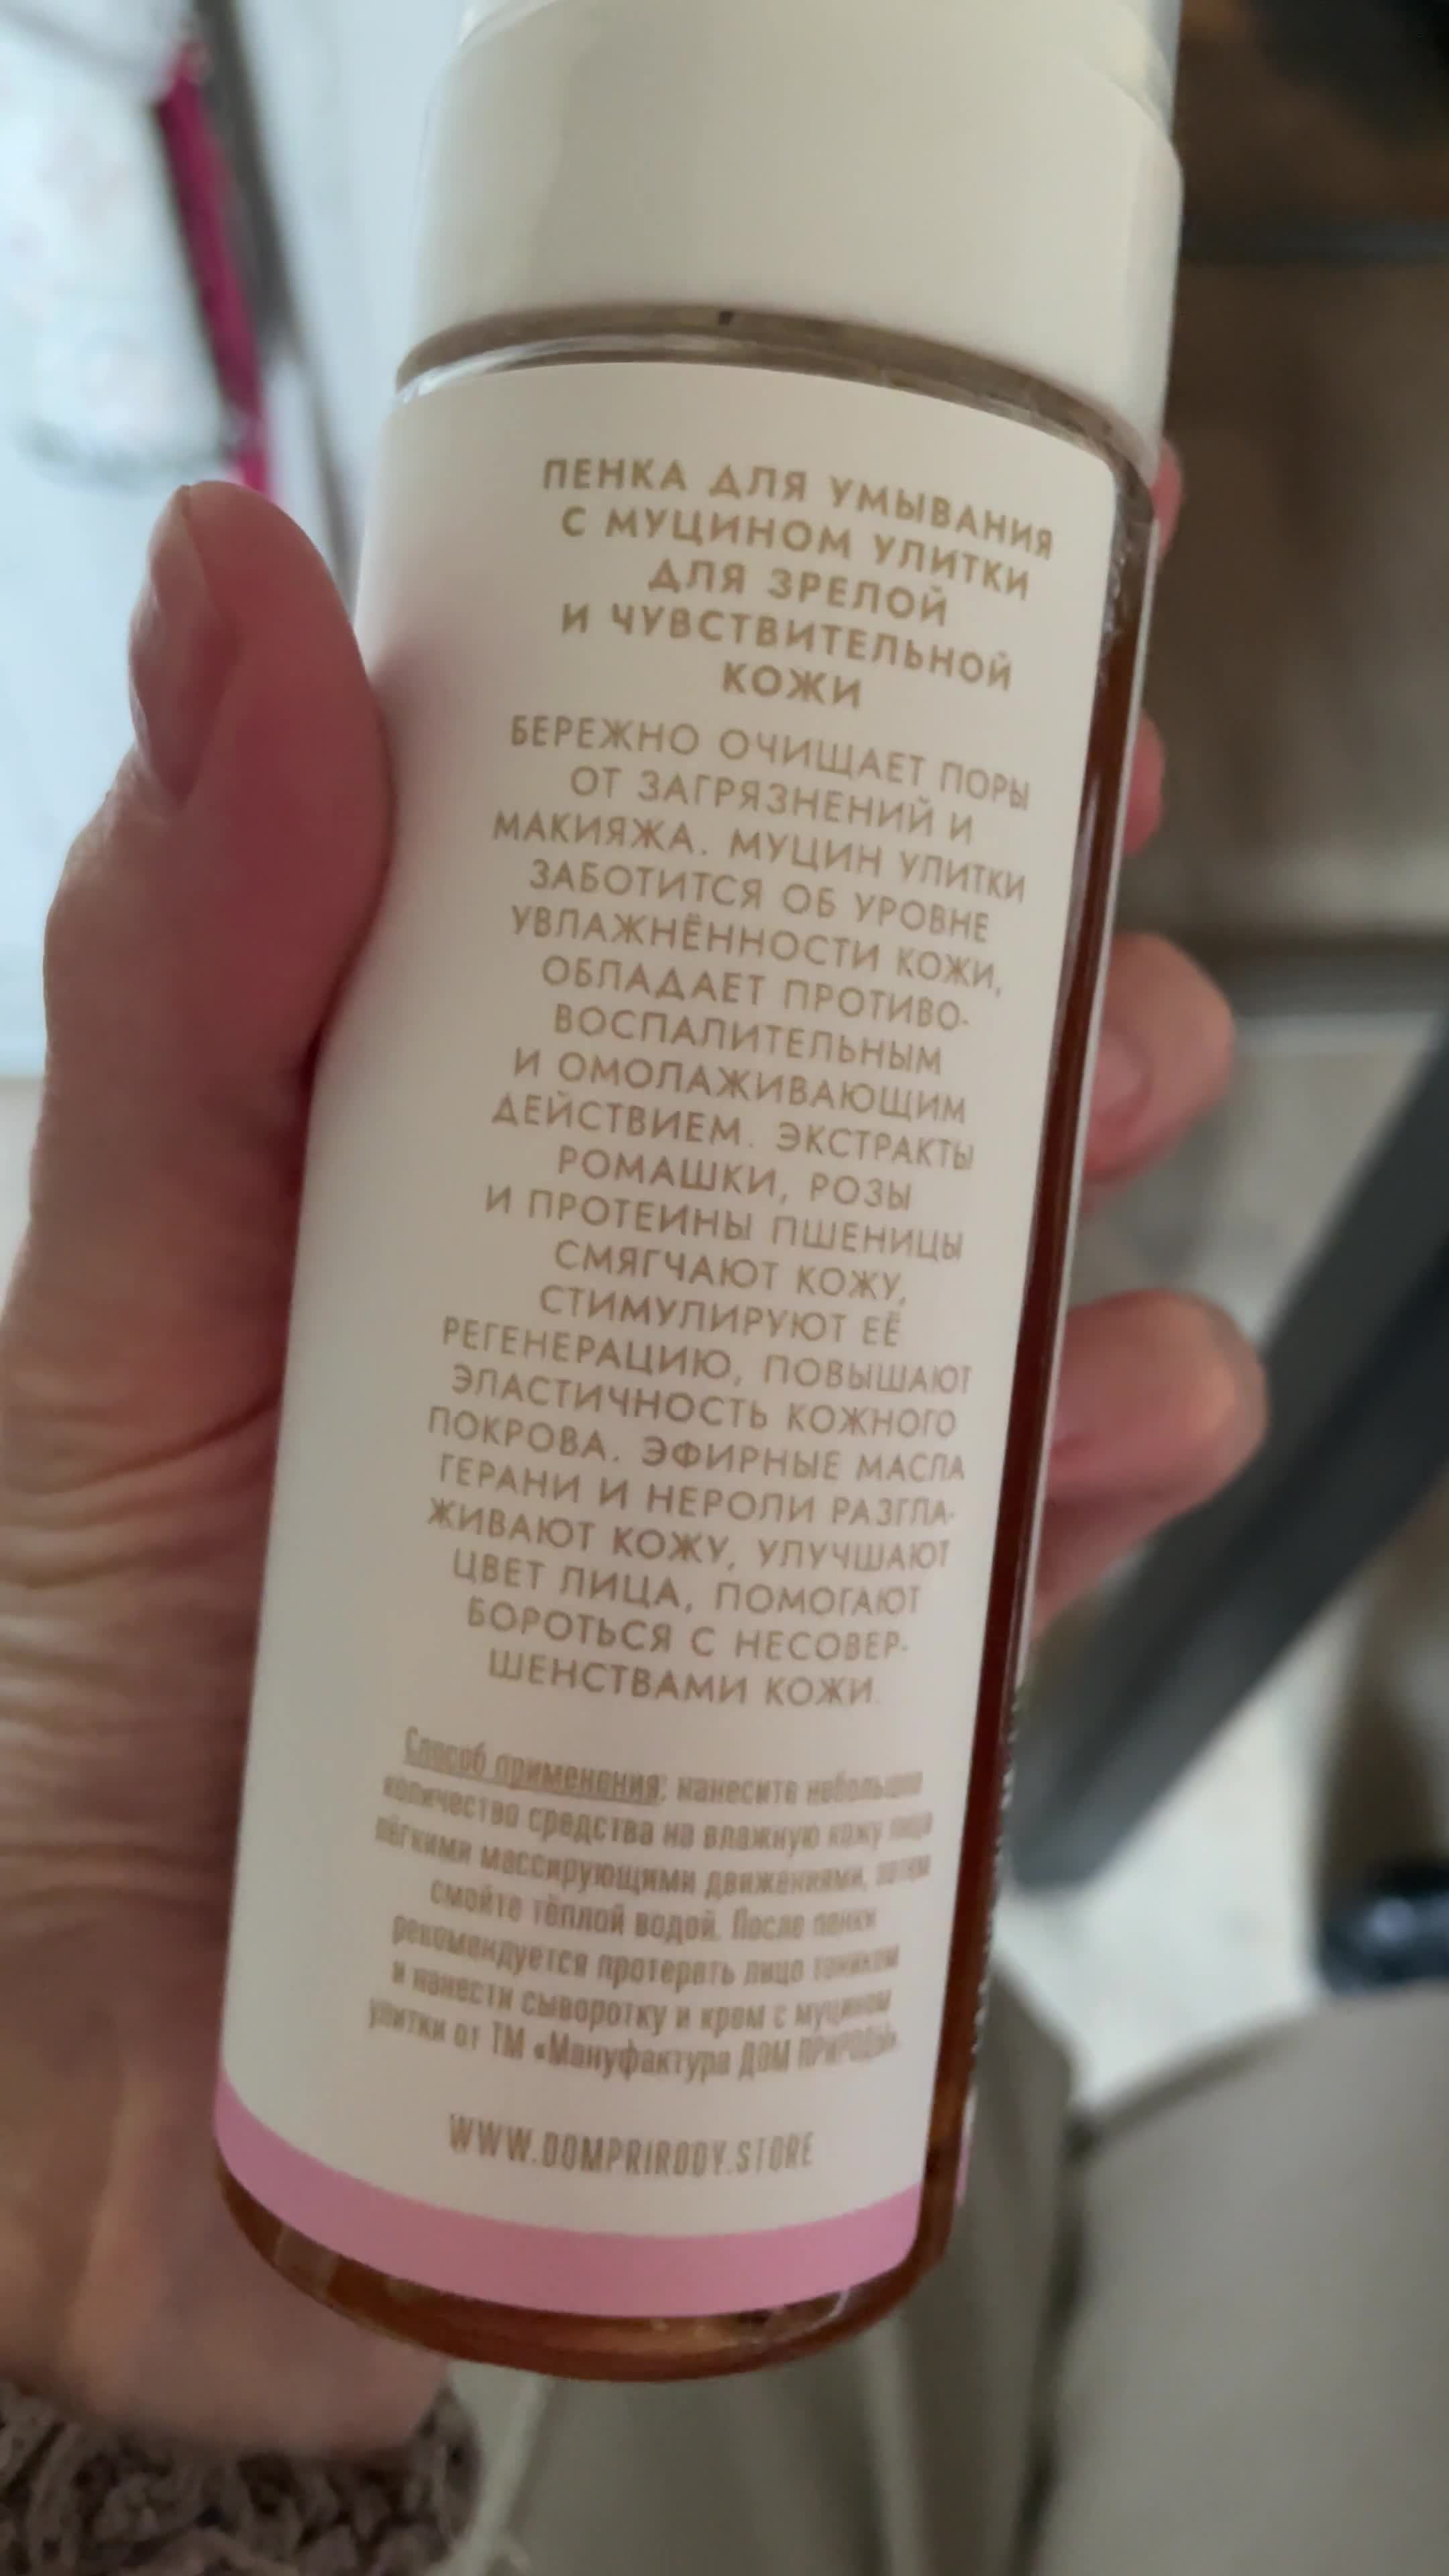 ПЕНКА ДЛЯ УМЫВАНИЯ
С МУЦИНОМ УЛИТКИ
ДЛЯ ЗРЕЛОЙ
И ЧУВСТВИТЕЛЬНОЙ
КОЖИ
БЕРЕЖНО ОЧИЩАЕТ ПОРЫ
ОТ ЗАГРЯЗНЕНИЙ И
МАКИЯЖА. МУЦИН УЛИТКИ
ЗАБОТИТСЯ ОБ УРОВНЕ
УВЛАЖНЁННОСТИ КОЖИ,
ОБЛАДАЕТ ПРОТИВО-
ВОСПАЛИТЕЛЬНЫМ
И ОМОЛАЖИВАЮЩИМ
ДЕЙСТВИЕМ. ЭКСТРАКТЫ
РОМАШКИ, РОЗЫ
И ПРОТЕИНЫ ПШЕНИЦЫ
СМЯГЧАЮТ КОЖУ,
СТИМУЛИРУЮТ ЕЁ
РЕГЕНЕРАЦИЮ, ПОВЫШАЮТ
ЭЛАСТИЧНОСТЬ КОЖНОГО
ПОКРОВА. ЭФИРНЫЕ МАСЛА
ГЕРАНИ И НЕРОЛИ РАЗГЛА-
ЖИВАЮТ КОЖУ, УЛУЧШАЮТ
ЦВЕТ ЛИЦА, ПОМОГАЮТ
БОРОТЬСЯ С НЕСОВЕР-
ШЕНСТВАМИ КОЖИ.
Способ применения: нанесите небольшое
количество средства на влажную кожу лица
лёгкими массирующими движениями, затем
смойте тёплой водой. После пенки
рекомендуется протереть лицо тоником
и нанести сыворотку и крем с муцином
улитки от ТМ «Мануфактура ДОМ ПРИРОДЫ».
WWW.DOMPRIRODY.STORE